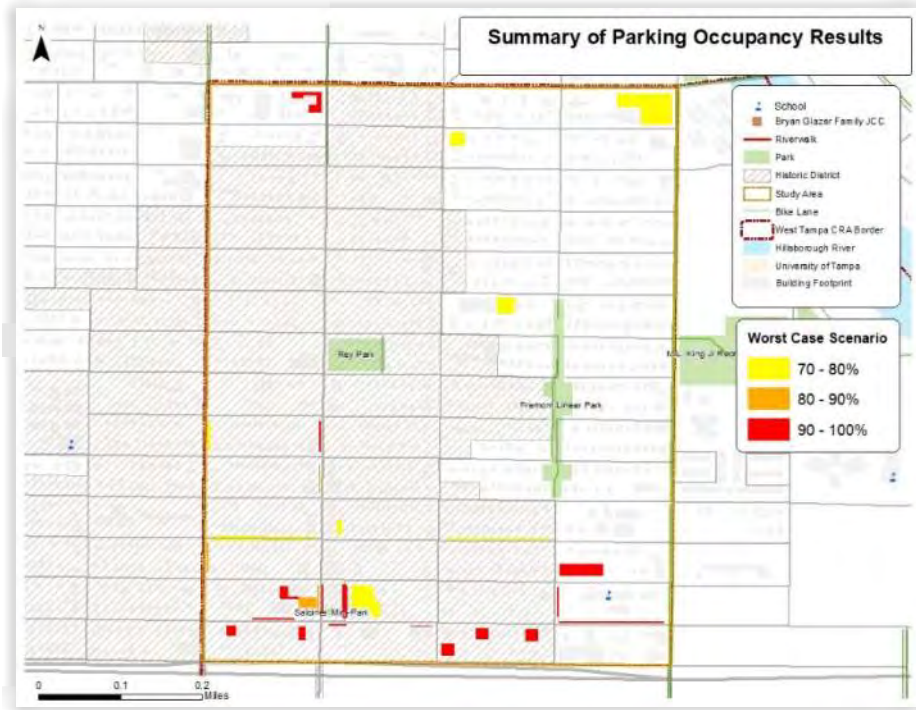 Summary of Parking Occupancy Results
N
School
Bryan Glazer Family JCC
Riverwalk
Park
Historic District
Study Area
Bike Lane
West Tampa CRA Border
Hillsborough River
University of Tampa
Building Footprint
Worst Case Scenario
70 - 80%
80 - 90%
90 - 100%
Rey Park
Fremont Linear Park
Park
0 0.1 0.2
Miles